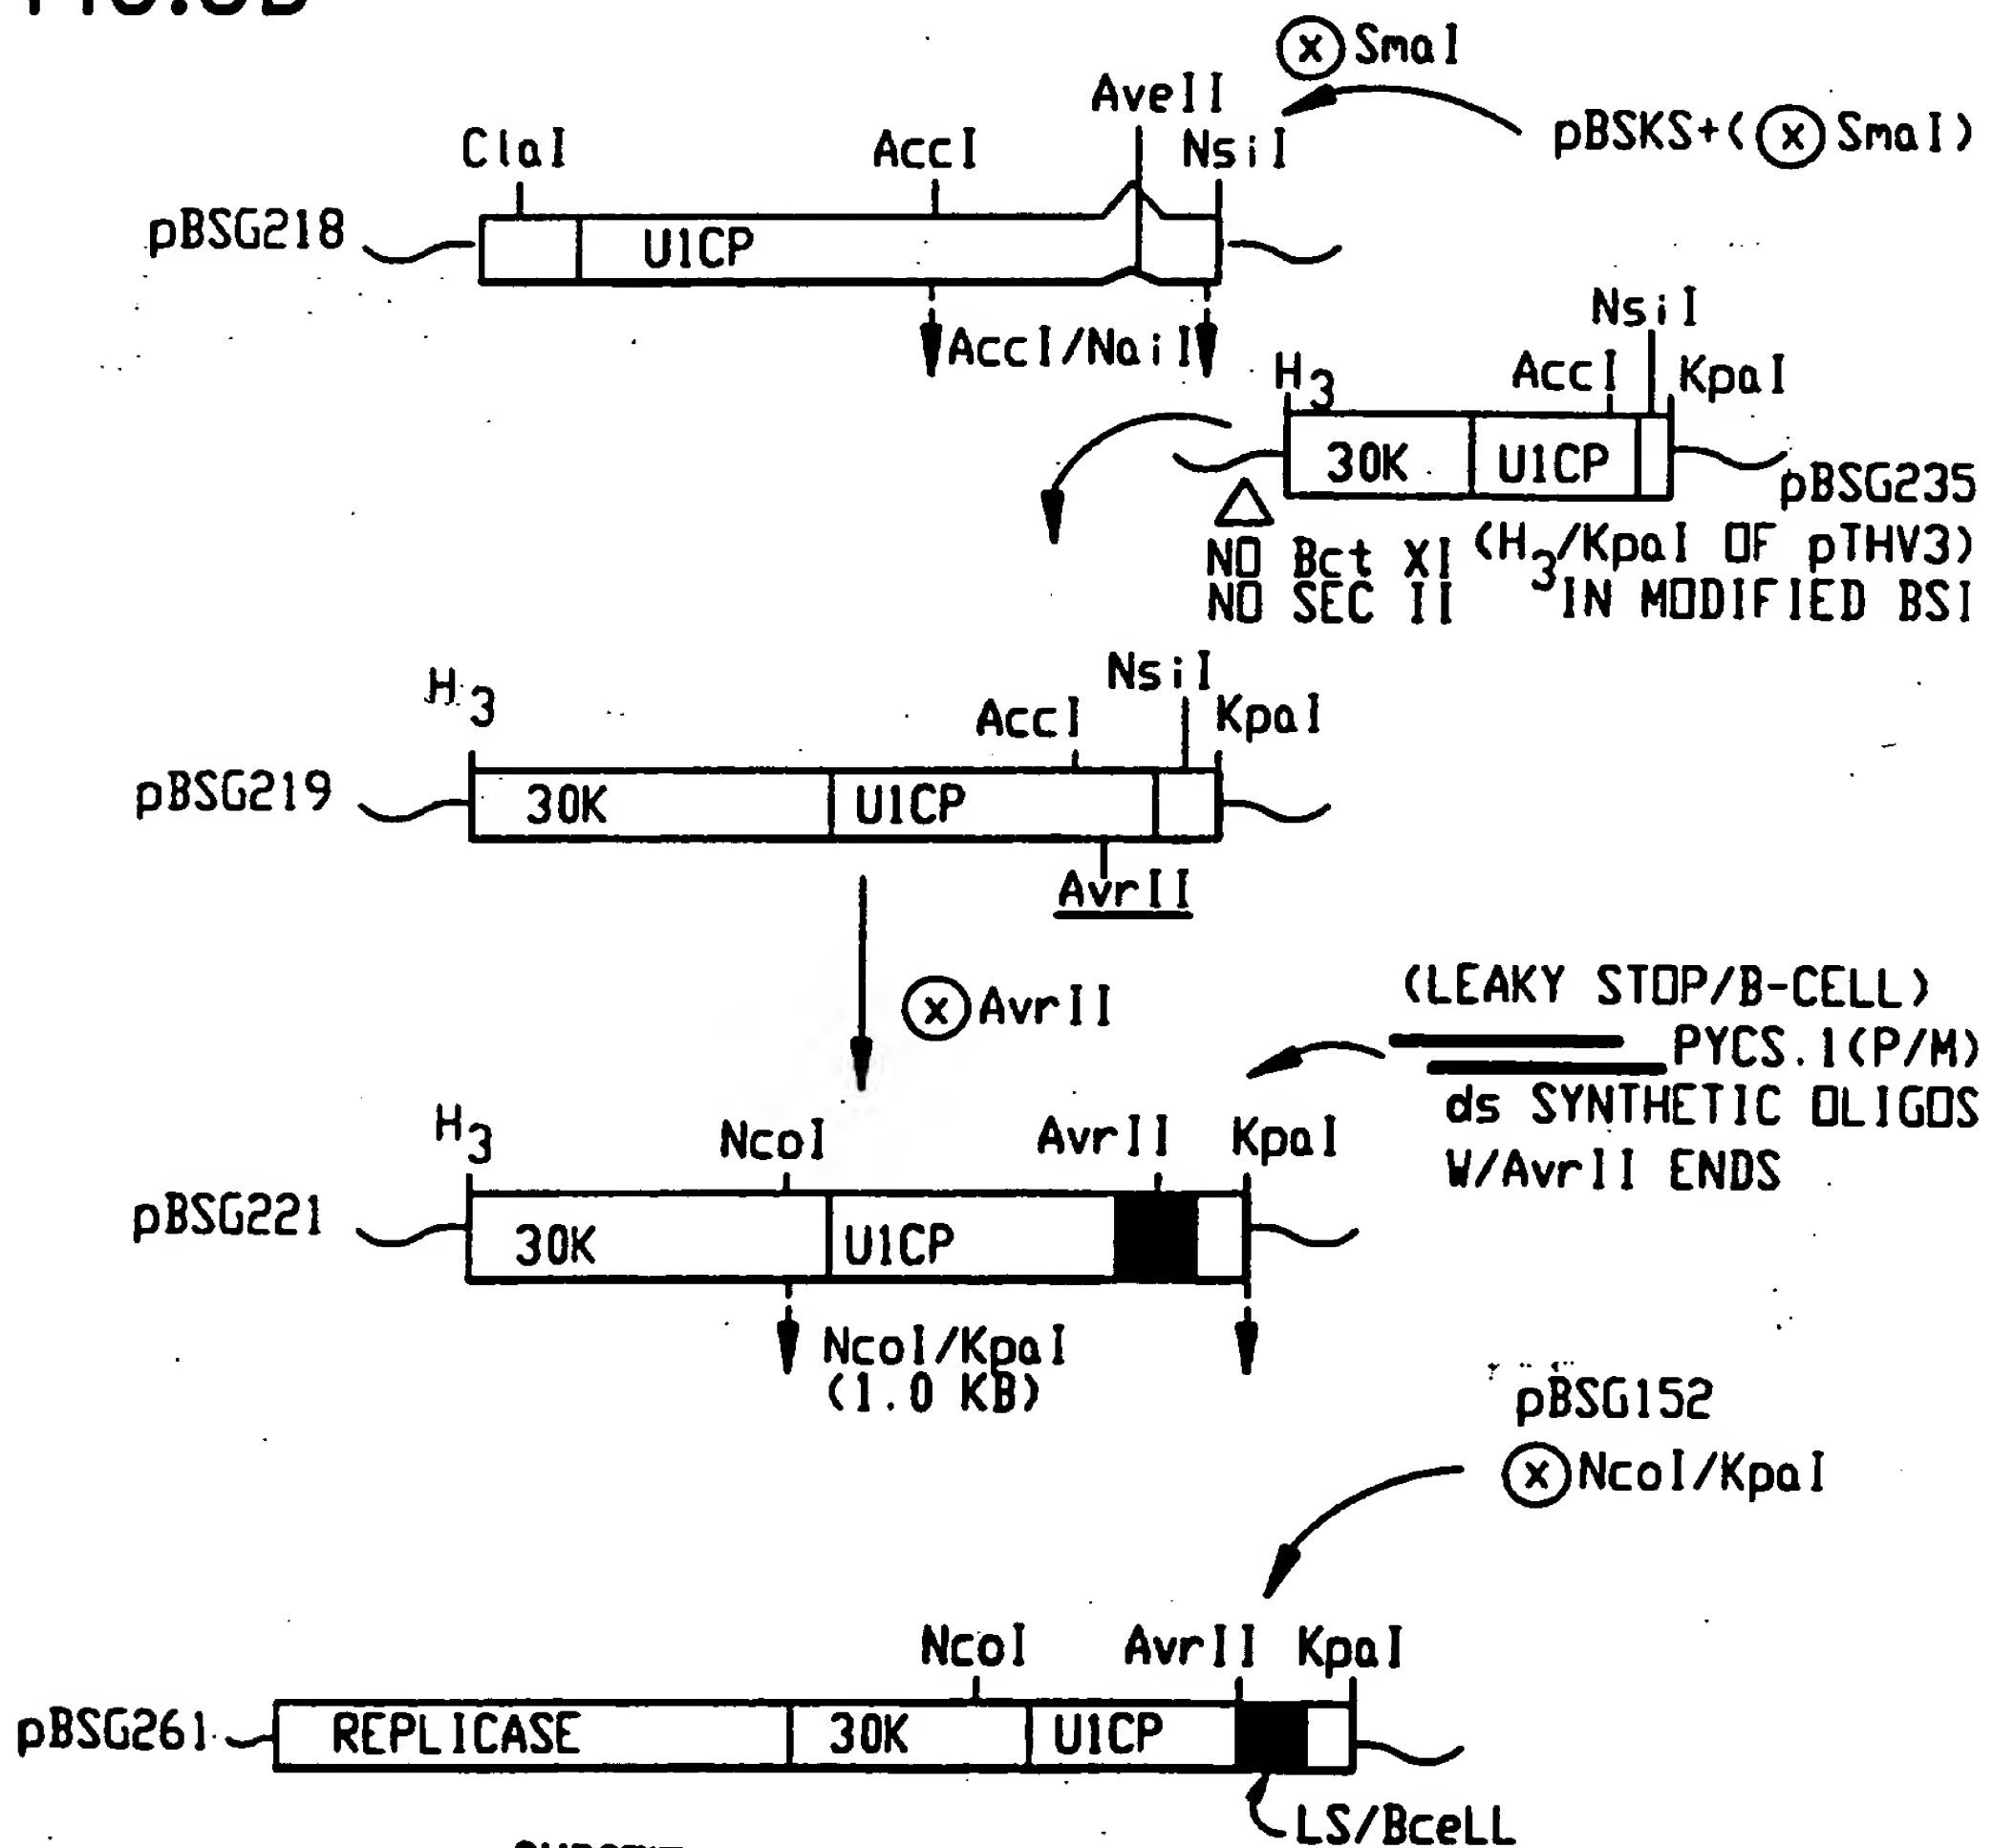 SmaI
AveII
ClaI AccI NsiI pBSKS+( x SmaI)
pBSG218 U1CP
AccI/NaiI
NsiI
H3 AccI KpaI
30K U1CP
pBSG235
NO Bct XI (H3/KpaI OF pTHV3)
NO SEC II IN MODIFIED BSI
NsiI
H3 AccI KpaI
pBSG219 30K U1CP
AvrII
(LEAKY STOP/B-CELL)
x AvrII
PYCS.1(P/M)
ds SYNTHETIC OLIGOS
W/AvrII ENDS
H3 NcoI AvrII KpaI
pBSG221 30K U1CP
NcoI/KpaI
(1.0 KB)
pBSG152
x NcoI/KpaI
NcoI AvrII KpaI
pBSG261 REPLICASE 30K U1CP
LS/BceLL